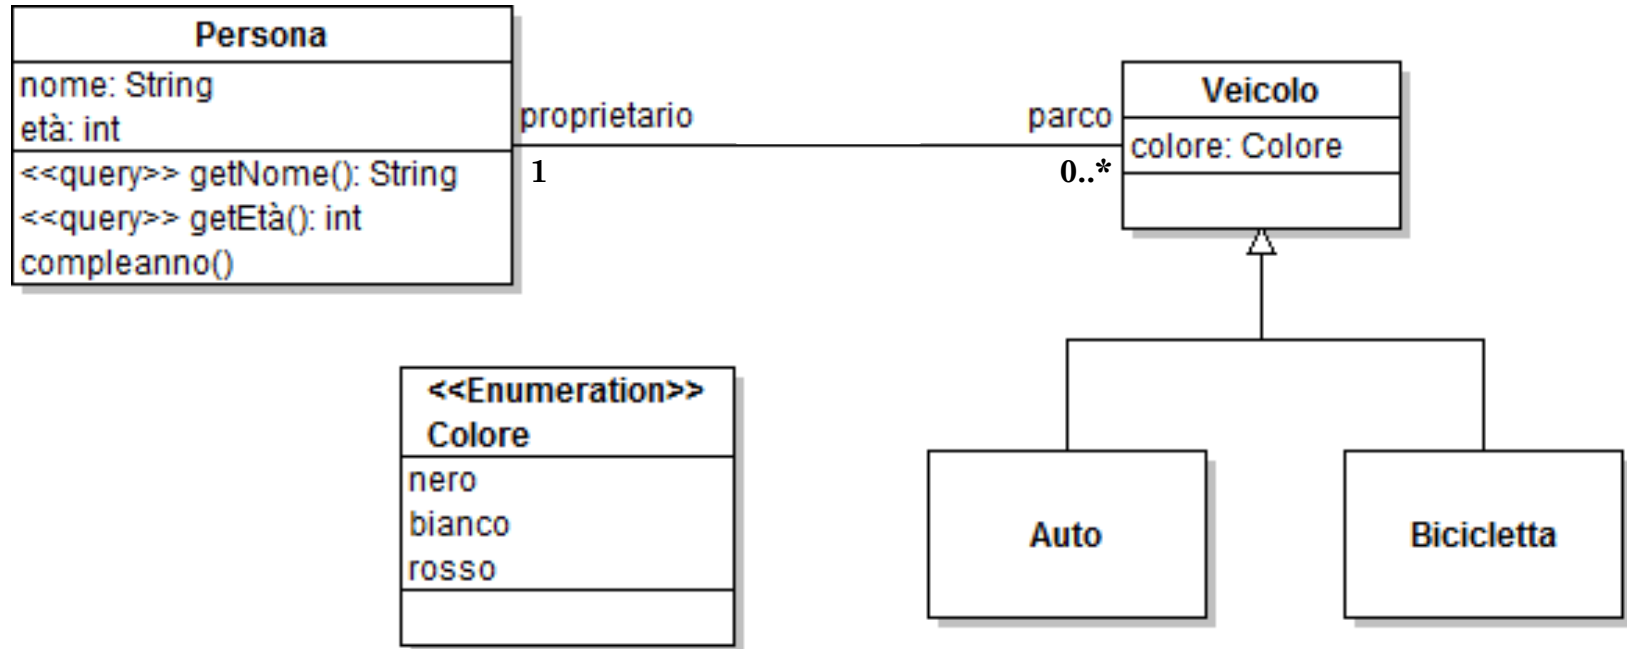 Persona
nome: String
età: int
<<query>> getNome(): String
<<query>> getEtà(): int
compleanno()
proprietario
1
parco
0..*
Veicolo
colore: Colore
<<Enumeration>>
Colore
nero
bianco
rosso
Auto
Bicicletta